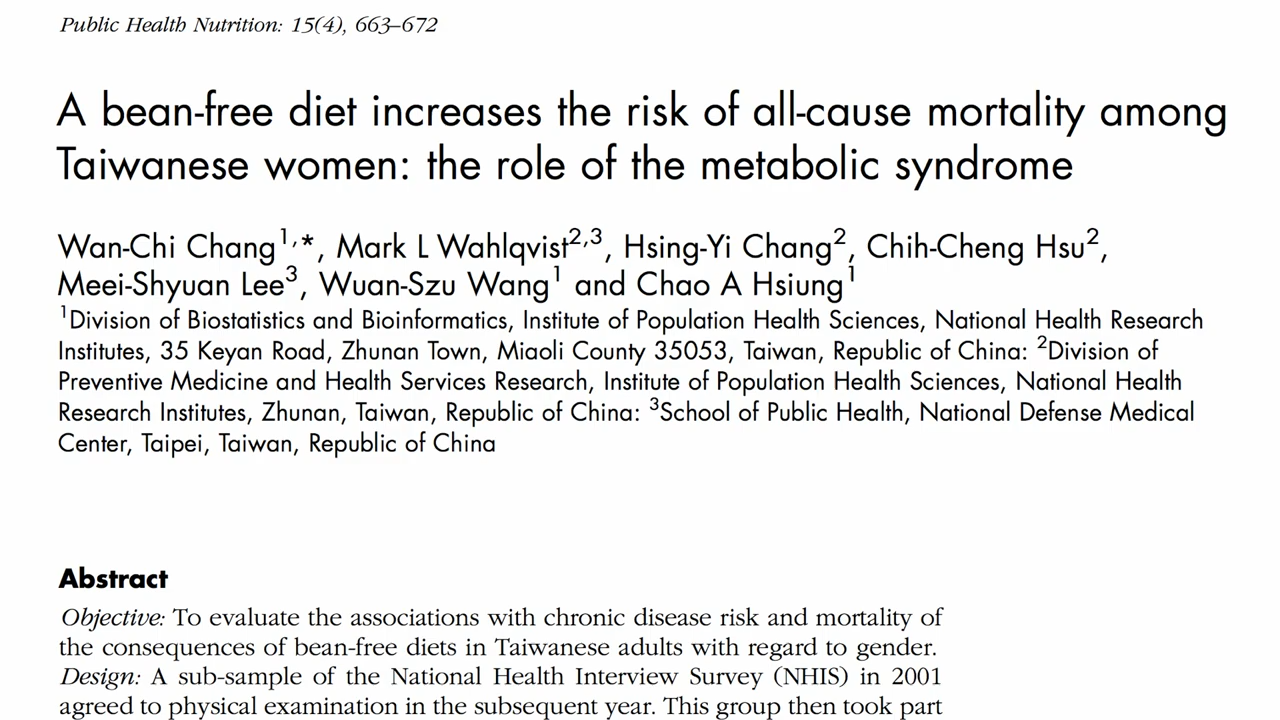 Public Health Nutrition: 15(4), 663–672
A bean-free diet increases the risk of all-cause mortality among
Taiwanese women: the role of the metabolic syndrome
Wan-Chi Chang1,*, Mark L Wahlqvist2,3, Hsing-Yi Chang2, Chih-Cheng Hsu2,
Meei-Shyuan Lee3, Wuan-Szu Wang1 and Chao A Hsiung1
1Division of Biostatistics and Bioinformatics, Institute of Population Health Sciences, National Health Research
Institutes, 35 Keyan Road, Zhunan Town, Miaoli County 35053, Taiwan, Republic of China: 2Division of
Preventive Medicine and Health Services Research, Institute of Population Health Sciences, National Health
Research Institutes, Zhunan, Taiwan, Republic of China: 3School of Public Health, National Defense Medical
Center, Taipei, Taiwan, Republic of China
Abstract
Objective: To evaluate the associations with chronic disease risk and mortality of
the consequences of bean-free diets in Taiwanese adults with regard to gender.
Design: A sub-sample of the National Health Interview Survey (NHIS) in 2001
agreed to physical examination in the subsequent year. This group then took part